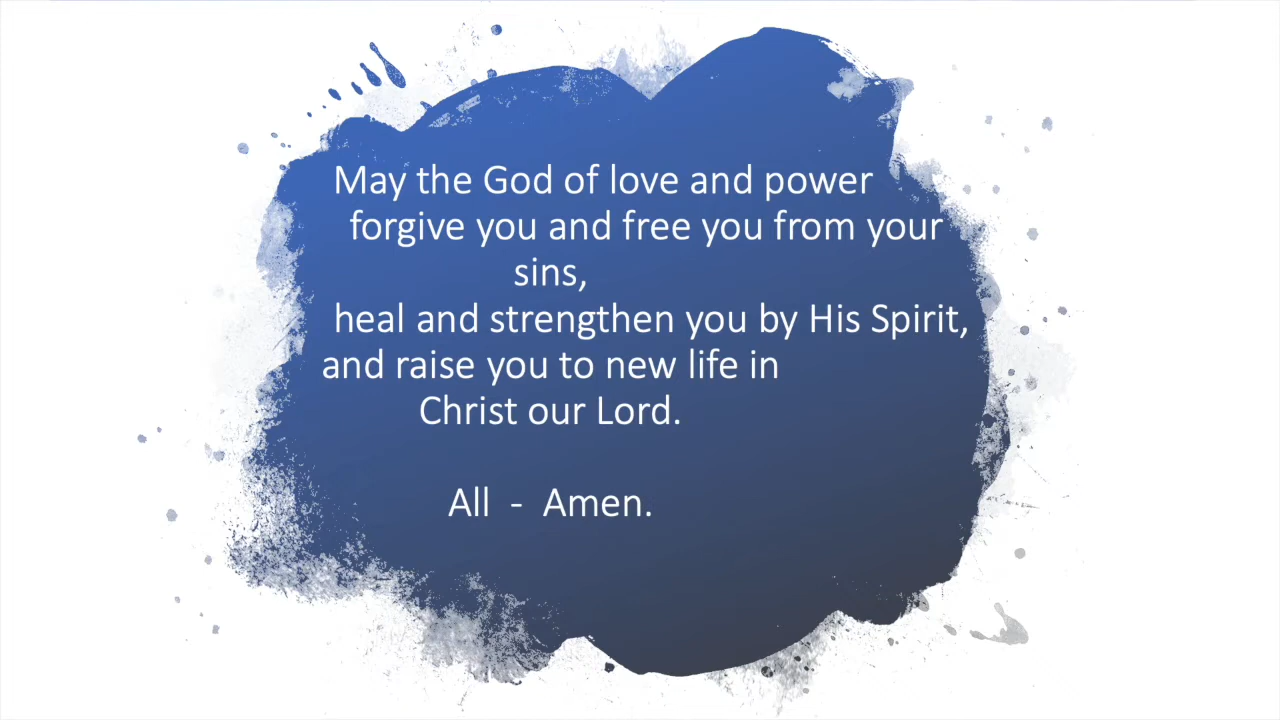 May the God of love and power
forgive you and free you from your
sins,
heal and strengthen you by His Spirit,
and raise you to new life in
Christ our Lord.
All - Amen.